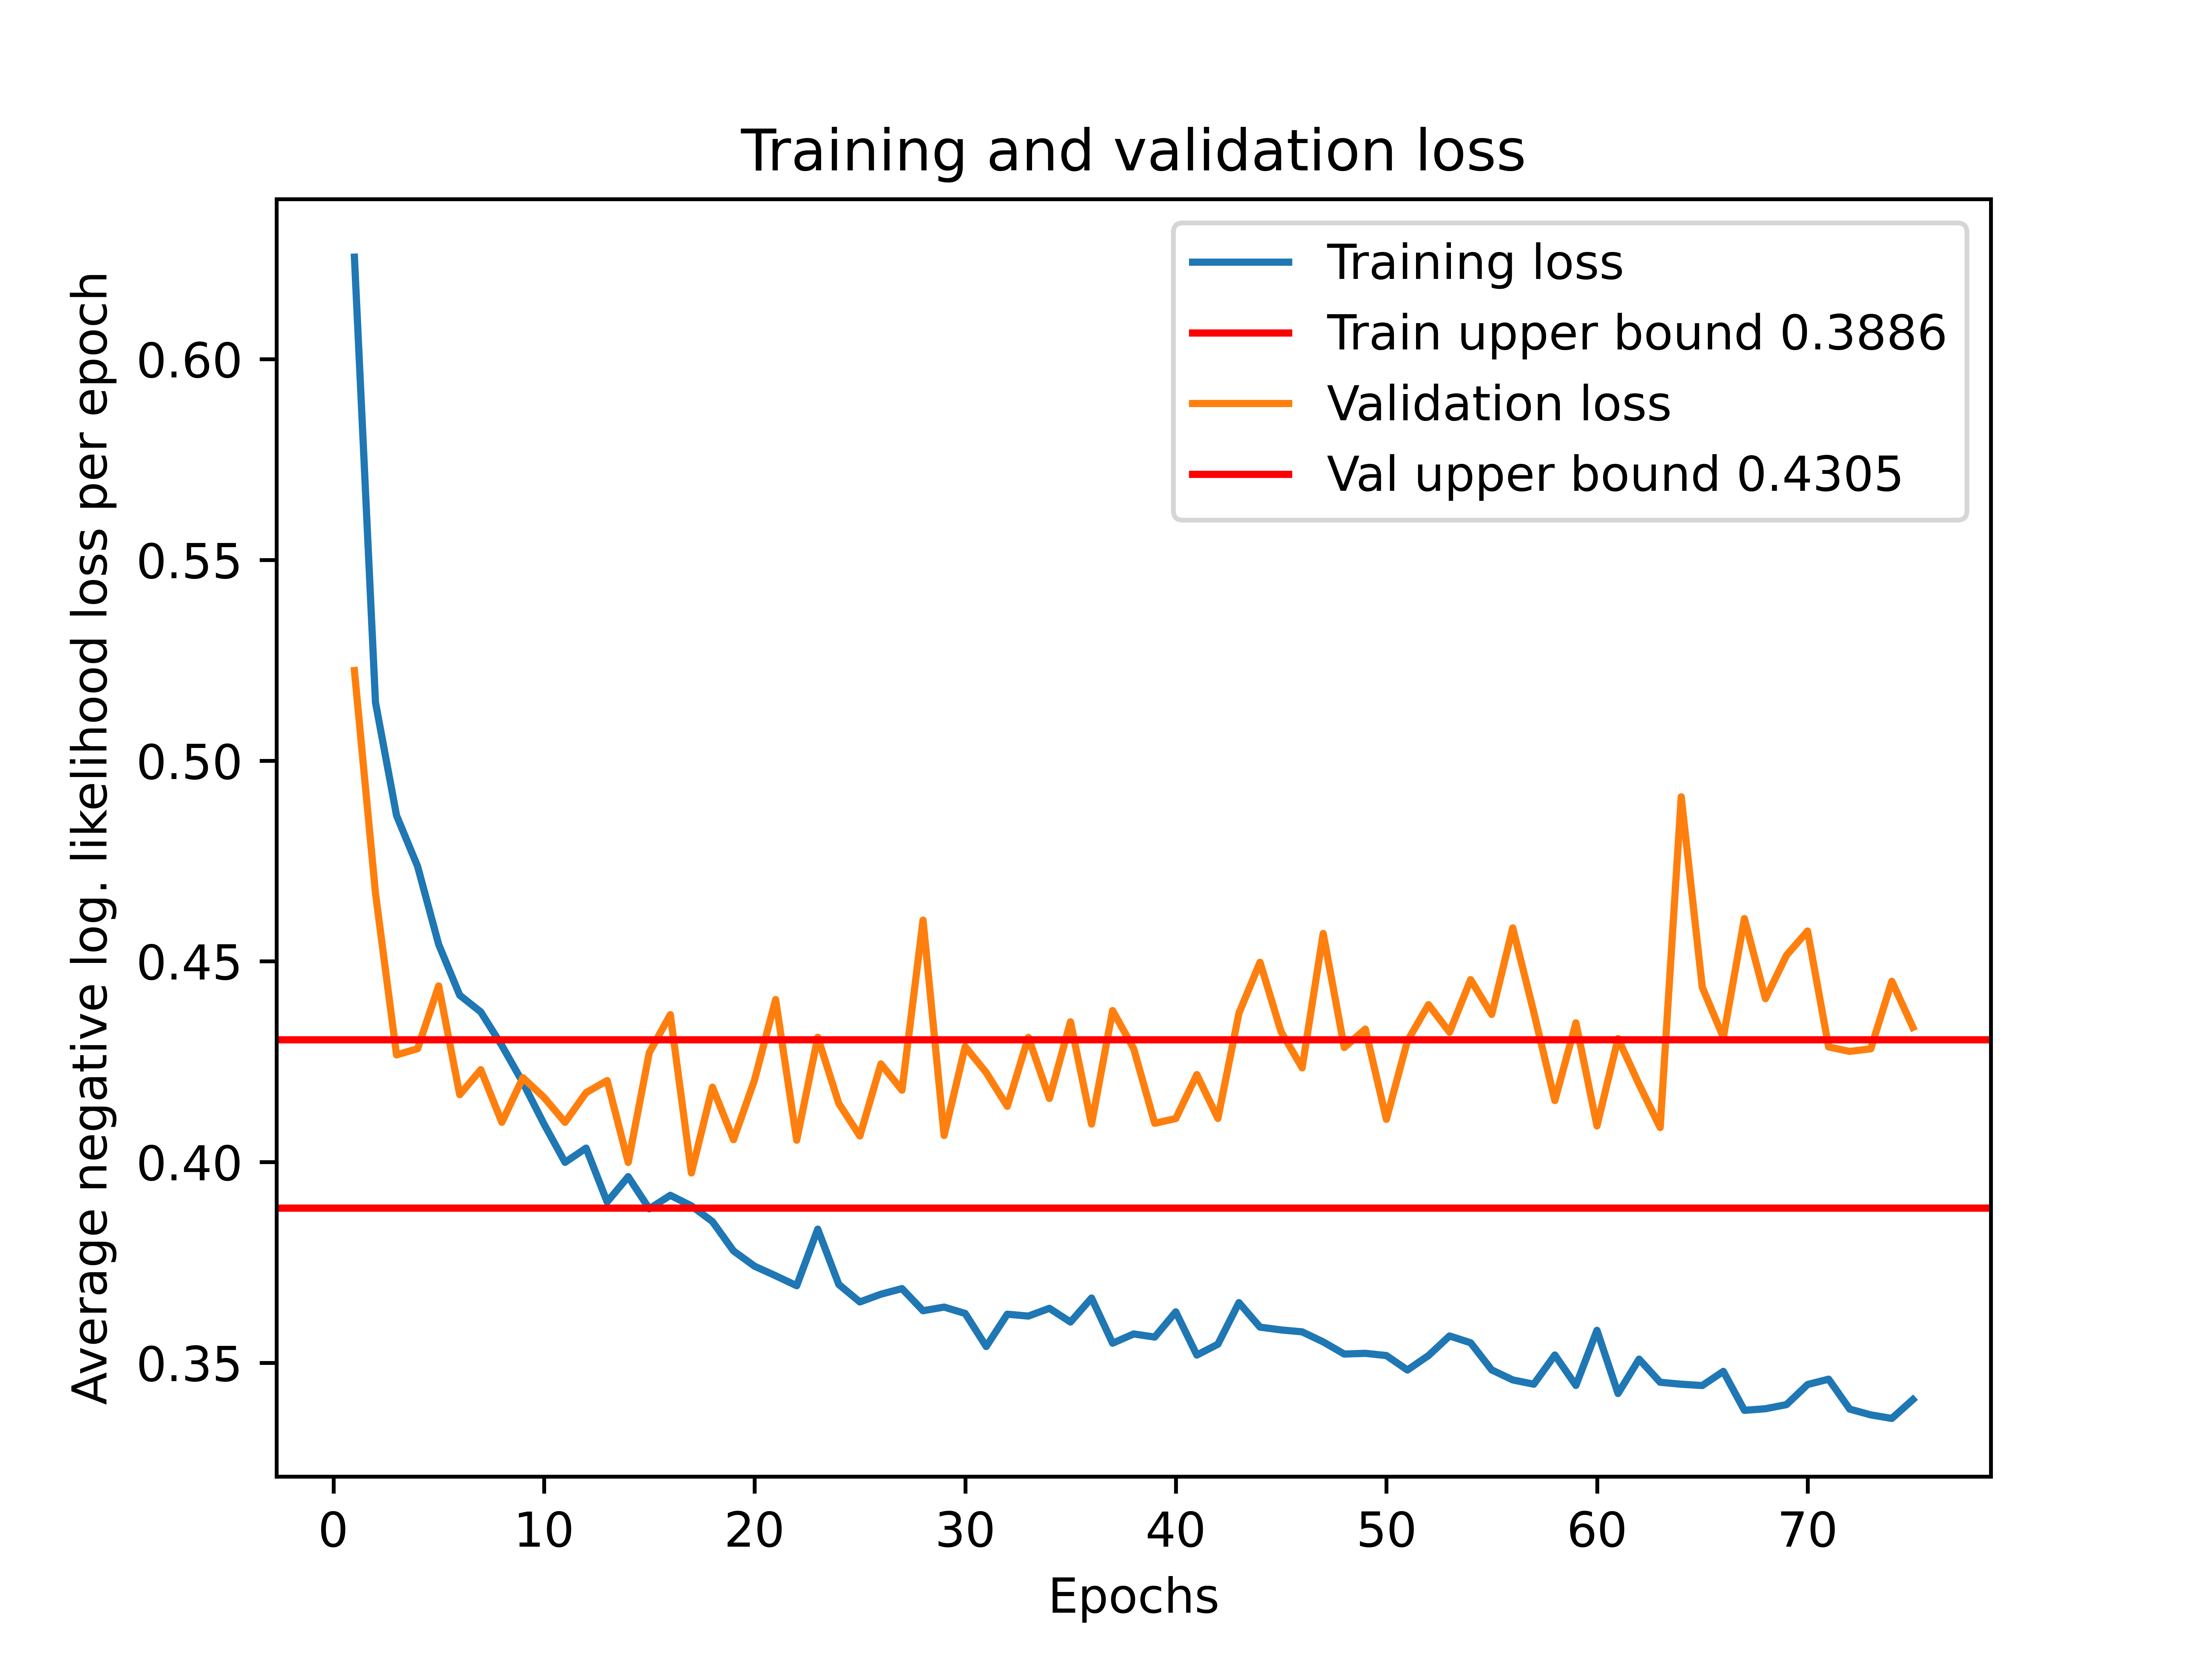 Training and validation loss
Training loss
Train upper bound 0.3886
Validation loss
Val upper bound 0.4305
Average negative log. likelihood loss per epoch
0.60
0.55
0.50
0.45
0.40
0.35
0 10 20 30 40 50 60 70
Epochs